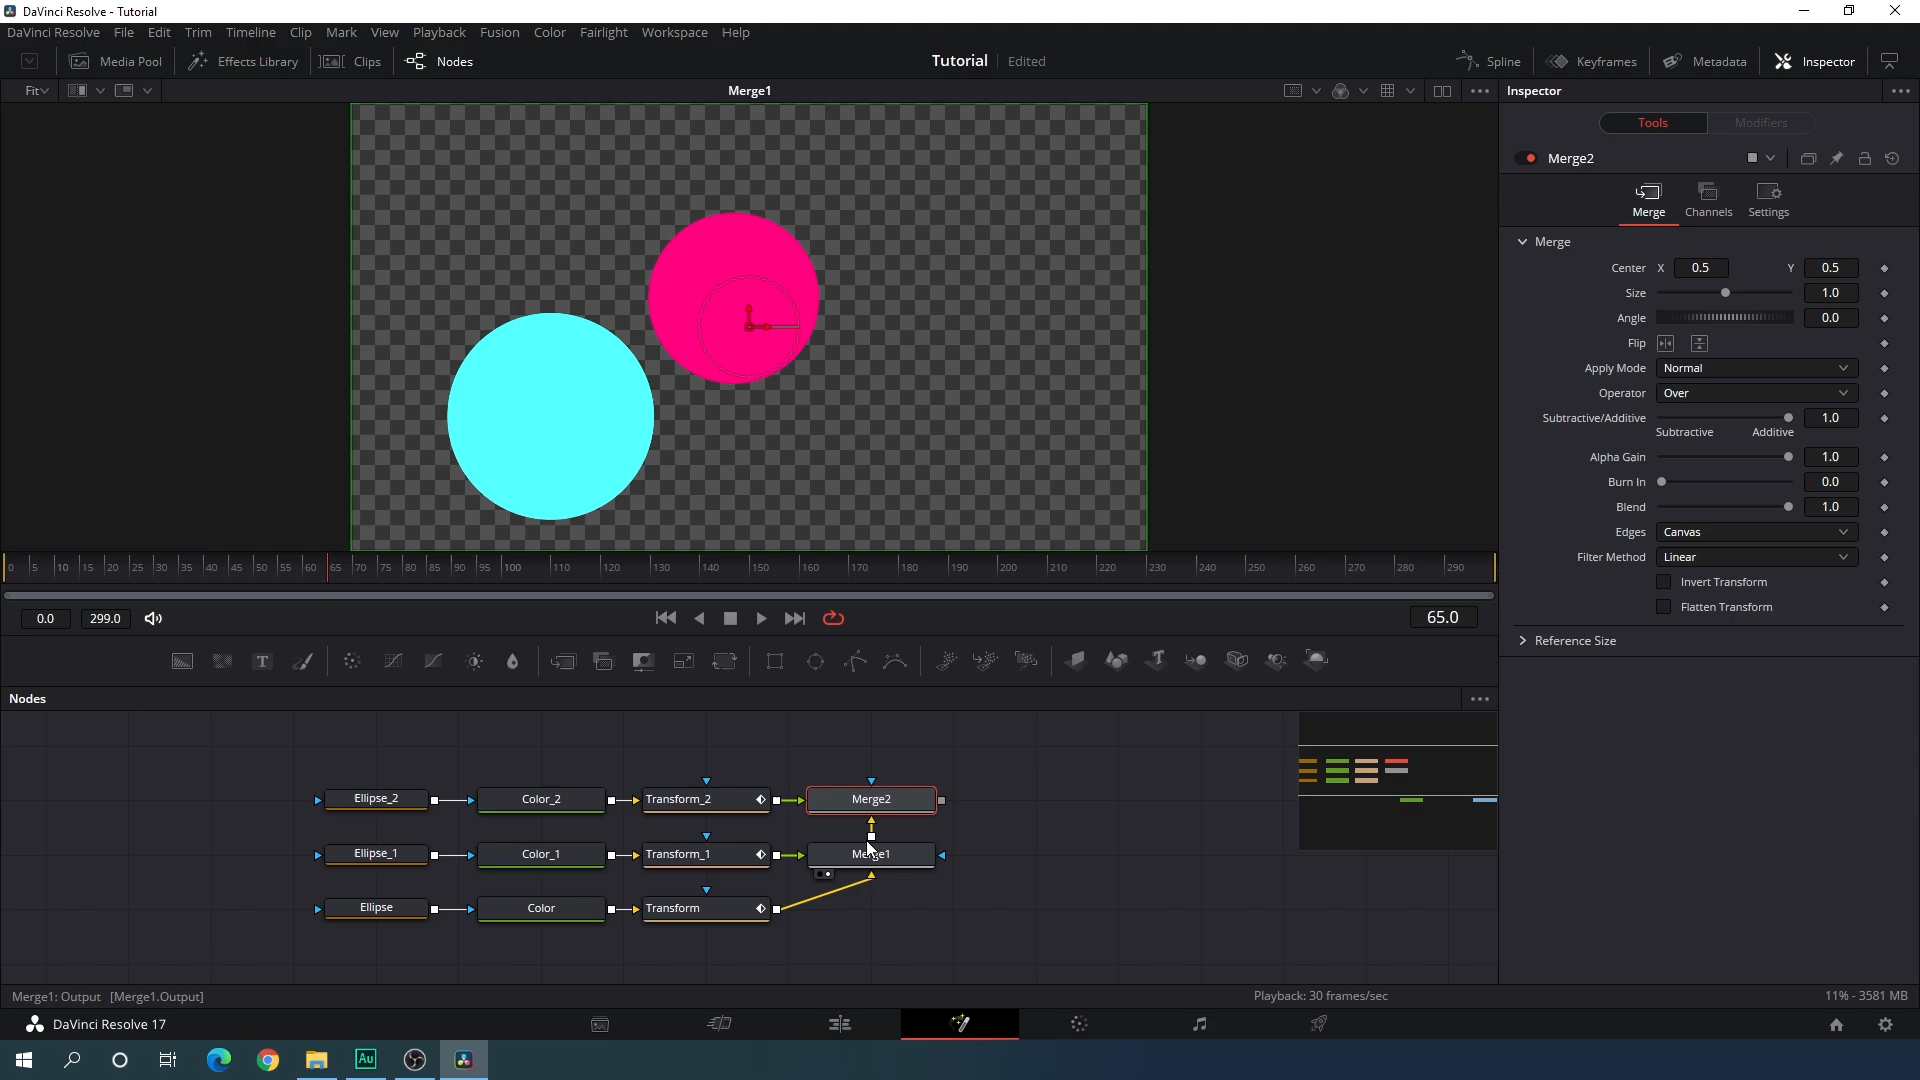 DaVinci Resolve - Tutorial
DaVinci Resolve File Edit Trim Timeline Clip Mark View Playback Fusion Color Fairlight Workspace Help
Media Pool Effects Library Clips Nodes Tutorial Edited Spline Keyframes Metadata Inspector
Fit Merge1 Inspector
Tools Modifiers
Merge2
Merge Channels Settings
Merge
Center X 0.5 Y 0.5
Size 1.0
Angle 0.0
Flip
Apply Mode Normal
Operator Over
Subtractive/Additive 1.0
Subtractive Additive
Alpha Gain 1.0
Burn In 0.0
Blend 1.0
Edges Canvas
Filter Method Linear
Invert Transform
Flatten Transform
Reference Size
0 5 10 15 20 25 30 35 40 45 50 55 60 65 70 75 80 85 90 95 100 110 120 130 140 150 160 170 180 190 200 210 220 230 240 250 260 270 280 290
0.0 299.0 65.0
T T
Nodes
Ellipse_2 Color_2 Transform_2 Merge2
Ellipse_1 Color_1 Transform_1 Merge1
Ellipse Color Transform
Merge1: Output [Merge1.Output] Playback: 30 frames/sec 11% - 3581 MB
DaVinci Resolve 17
Au